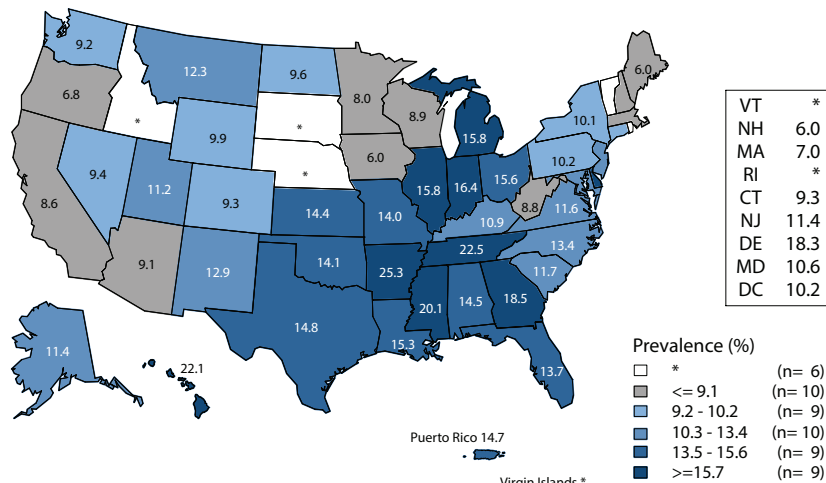 9.2
12.3
9.6
8.0
6.0
6.8
*
*
8.9
15.8
10.1
9.9
6.0
10.2
9.4
*
15.8
16.4
15.6
8.8
11.6
8.6
11.2
9.3
14.4
14.0
10.9
13.4
9.1
12.9
14.1
25.3
22.5
11.7
20.1
14.5
18.5
14.8
15.3
13.7
11.4
22.1
Puerto Rico 14.7
Virgin Islands *
VT *
NH 6.0
MA 7.0
RI *
CT 9.3
NJ 11.4
DE 18.3
MD 10.6
DC 10.2
Prevalence (%)
* (n= 6)
<= 9.1 (n= 10)
9.2 - 10.2 (n= 9)
10.3 - 13.4 (n= 10)
13.5 - 15.6 (n= 9)
>=15.7 (n= 9)